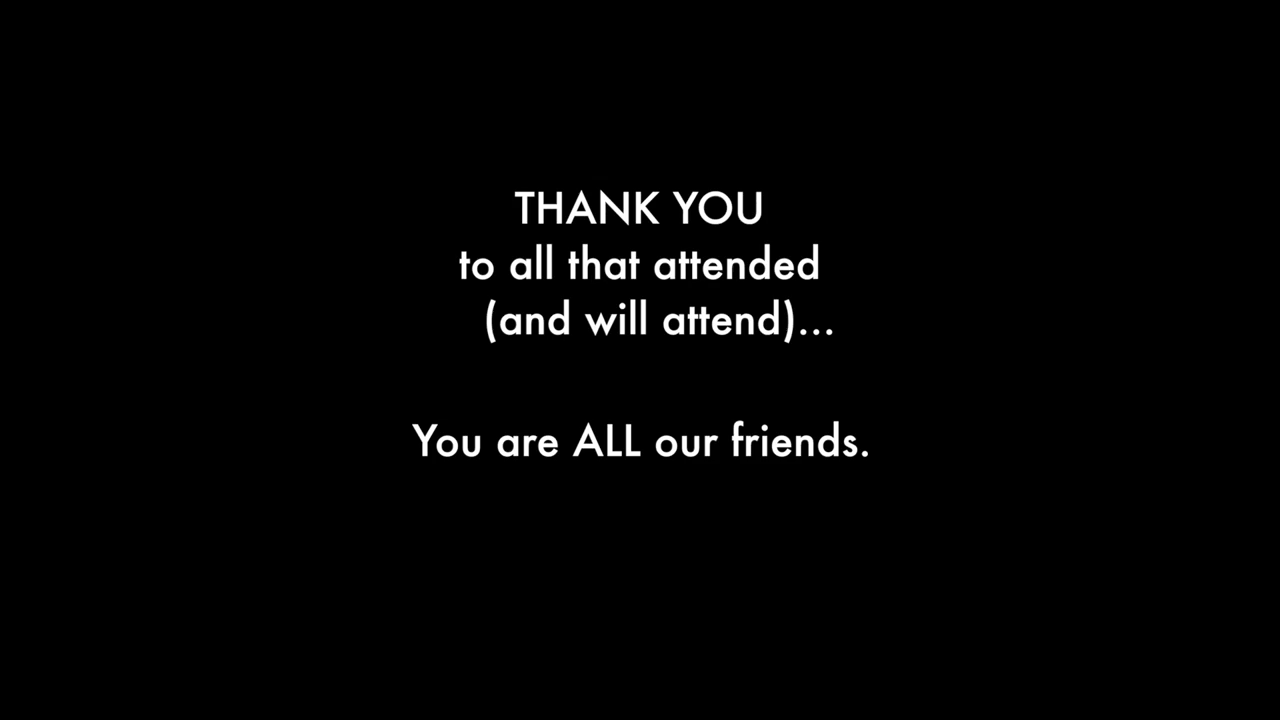 THANK YOU
to all that attended
(and will attend)...
You are ALL our friends.